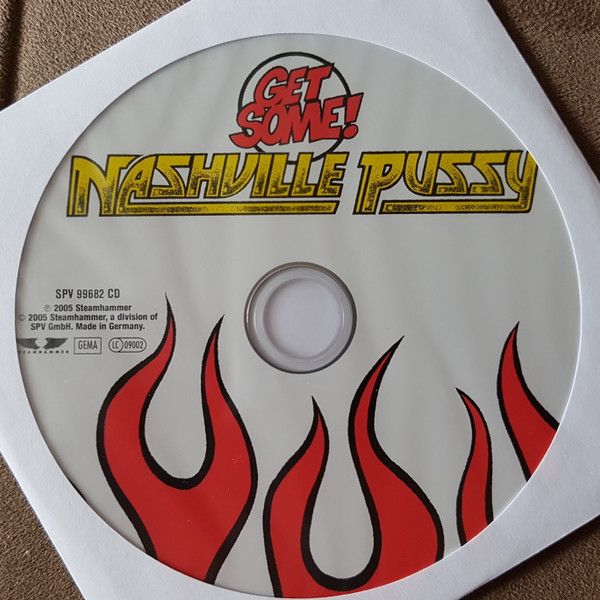 GET
SOME!
NASHVILLE PUSSY
SPV 99682 CD
℗ 2005 Steamhammer
© 2005 Steamhammer, a division of
SPV GmbH. Made in Germany.
STEAMHAMMER GEMA LC 09002